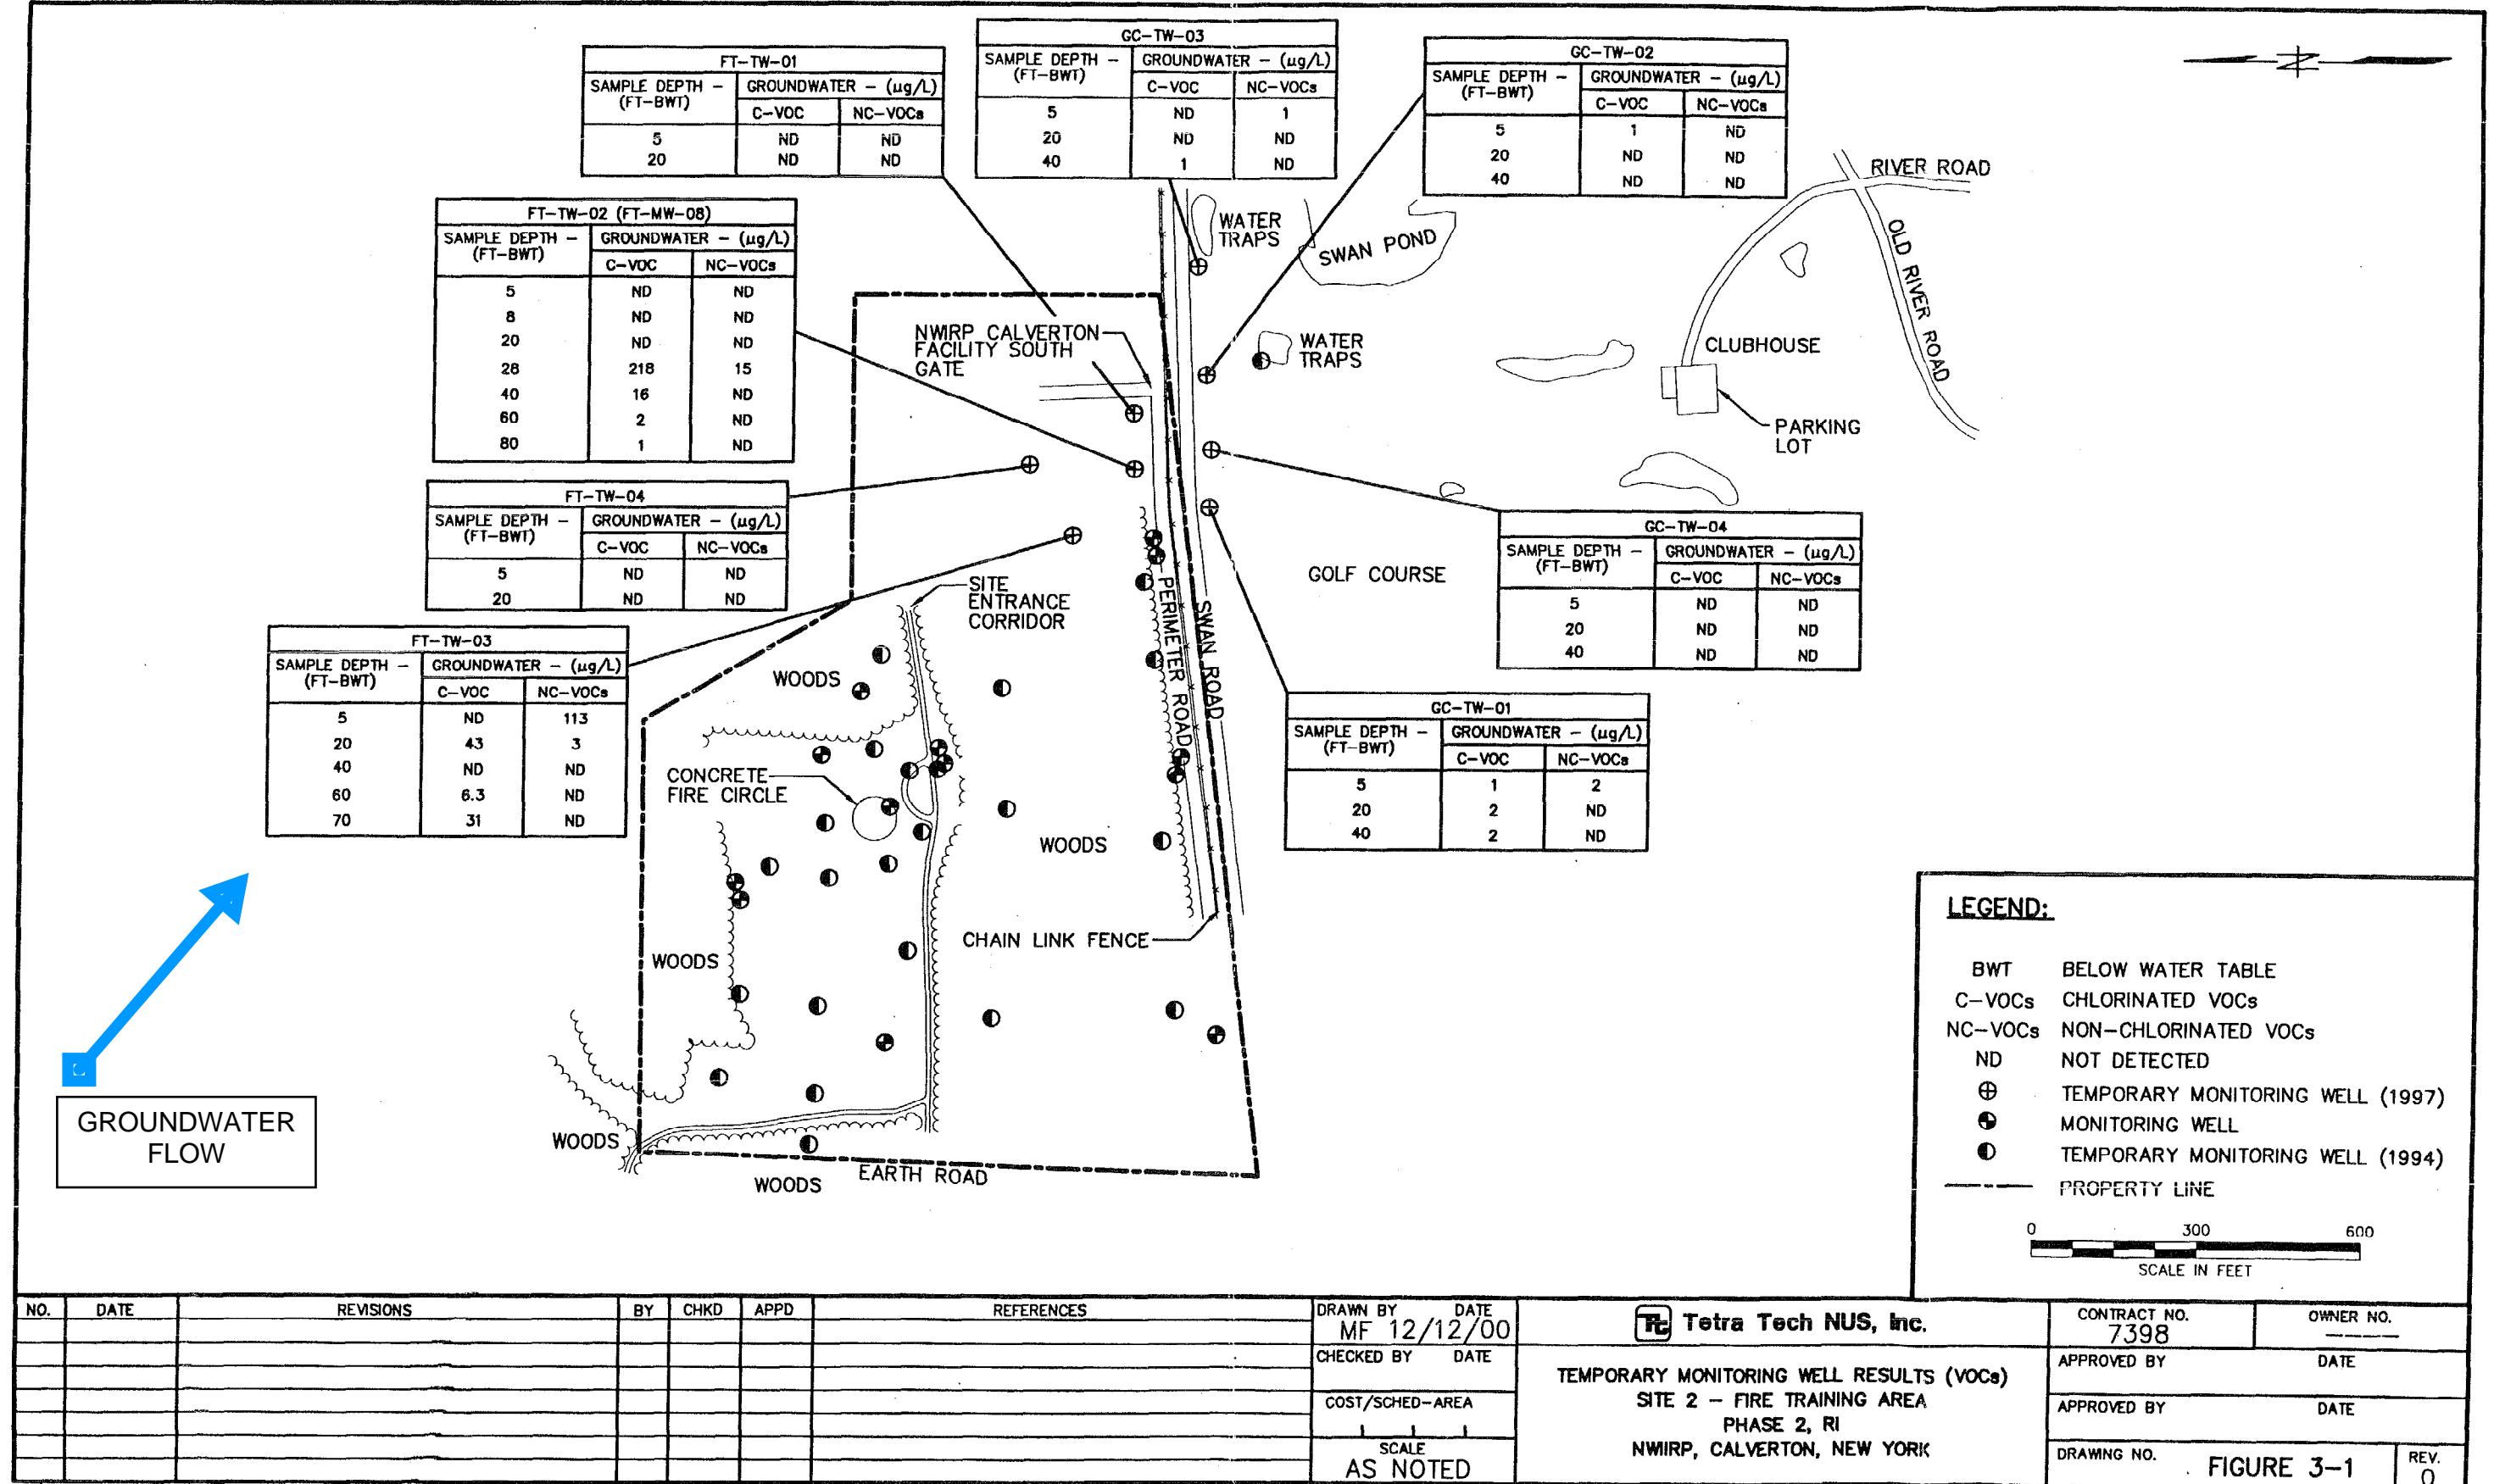 FT-TW-01
SAMPLE DEPTH - (FT-BWT) GROUNDWATER - (µg/L)
C-VOC NC-VOCs
5 ND ND
20 ND ND
GC-TW-03
SAMPLE DEPTH - (FT-BWT) GROUNDWATER - (µg/L)
C-VOC NC-VOCs
5 ND 1
20 ND ND
40 1 ND
GC-TW-02
SAMPLE DEPTH - (FT-BWT) GROUNDWATER - (µg/L)
C-VOC NC-VOCs
5 1 ND
20 ND ND
40 ND ND
FT-TW-02 (FT-MW-08)
SAMPLE DEPTH - (FT-BWT) GROUNDWATER - (µg/L)
C-VOC NC-VOCs
5 ND ND
8 ND ND
20 ND ND
28 218 15
40 16 ND
60 2 ND
80 1 ND
FT-TW-04
SAMPLE DEPTH - (FT-BWT) GROUNDWATER - (µg/L)
C-VOC NC-VOCs
5 ND ND
20 ND ND
FT-TW-03
SAMPLE DEPTH - (FT-BWT) GROUNDWATER - (µg/L)
C-VOC NC-VOCs
5 ND 113
20 43 3
40 ND ND
60 6.3 ND
70 31 ND
GC-TW-04
SAMPLE DEPTH - (FT-BWT) GROUNDWATER - (µg/L)
C-VOC NC-VOCs
5 ND ND
20 ND ND
40 ND ND
GC-TW-01
SAMPLE DEPTH - (FT-BWT) GROUNDWATER - (µg/L)
C-VOC NC-VOCs
5 1 2
20 2 ND
40 2 ND
N
RIVER ROAD
OLD RIVER ROAD
WATER
TRAPS
SWAN POND
WATER
TRAPS
CLUBHOUSE
PARKING
LOT
NWIRP CALVERTON
FACILITY SOUTH
GATE
GOLF COURSE
SITE
ENTRANCE
CORRIDOR
PERIMETER ROAD
SWAN ROAD
WOODS
CONCRETE
FIRE CIRCLE
WOODS
CHAIN LINK FENCE
WOODS
WOODS
WOODS
EARTH ROAD
GROUNDWATER
FLOW
LEGEND:
BWT BELOW WATER TABLE
C-VOCs CHLORINATED VOCs
NC-VOCs NON-CHLORINATED VOCs
ND NOT DETECTED
TEMPORARY MONITORING WELL (1997)
MONITORING WELL
TEMPORARY MONITORING WELL (1994)
PROPERTY LINE
0 300 600
SCALE IN FEET
NO. DATE REVISIONS BY CHKD APPD REFERENCES
DRAWN BY DATE
MF 12/12/00
CHECKED BY DATE
COST/SCHED-AREA
SCALE
AS NOTED
Tt Tetra Tech NUS, Inc.
TEMPORARY MONITORING WELL RESULTS (VOCs)
SITE 2 - FIRE TRAINING AREA
PHASE 2, RI
NWIRP, CALVERTON, NEW YORK
CONTRACT NO.
7398
OWNER NO.
APPROVED BY DATE
APPROVED BY DATE
DRAWING NO. FIGURE 3-1
REV.
0